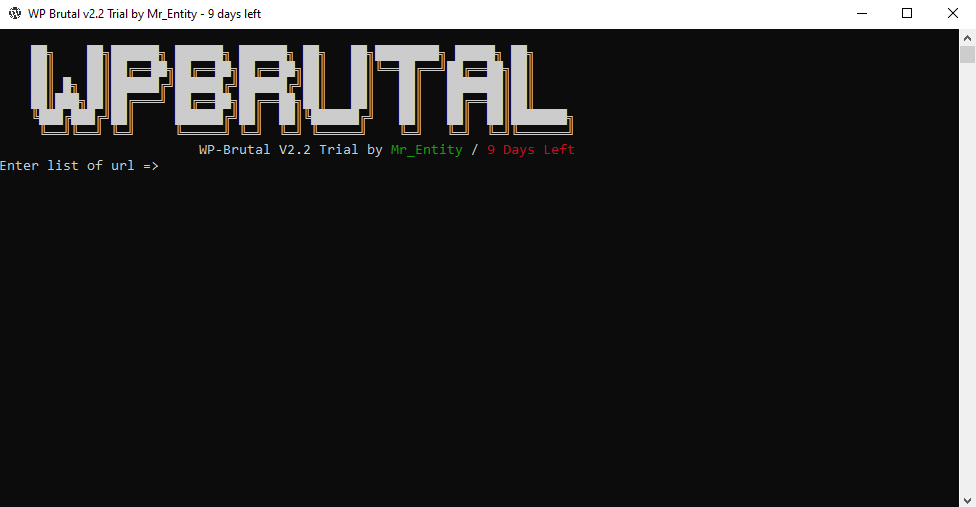 WP Brutal v2.2 Trial by Mr_Entity - 9 days left
WPBRUTAL
WP-Brutal V2.2 Trial by Mr_Entity / 9 Days Left
Enter list of url =>